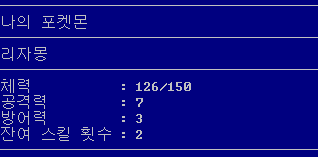 나의 포켓몬
리자몽
체력 : 126/150
공격력 : 7
방어력 : 3
잔여 스킬 횟수 : 2